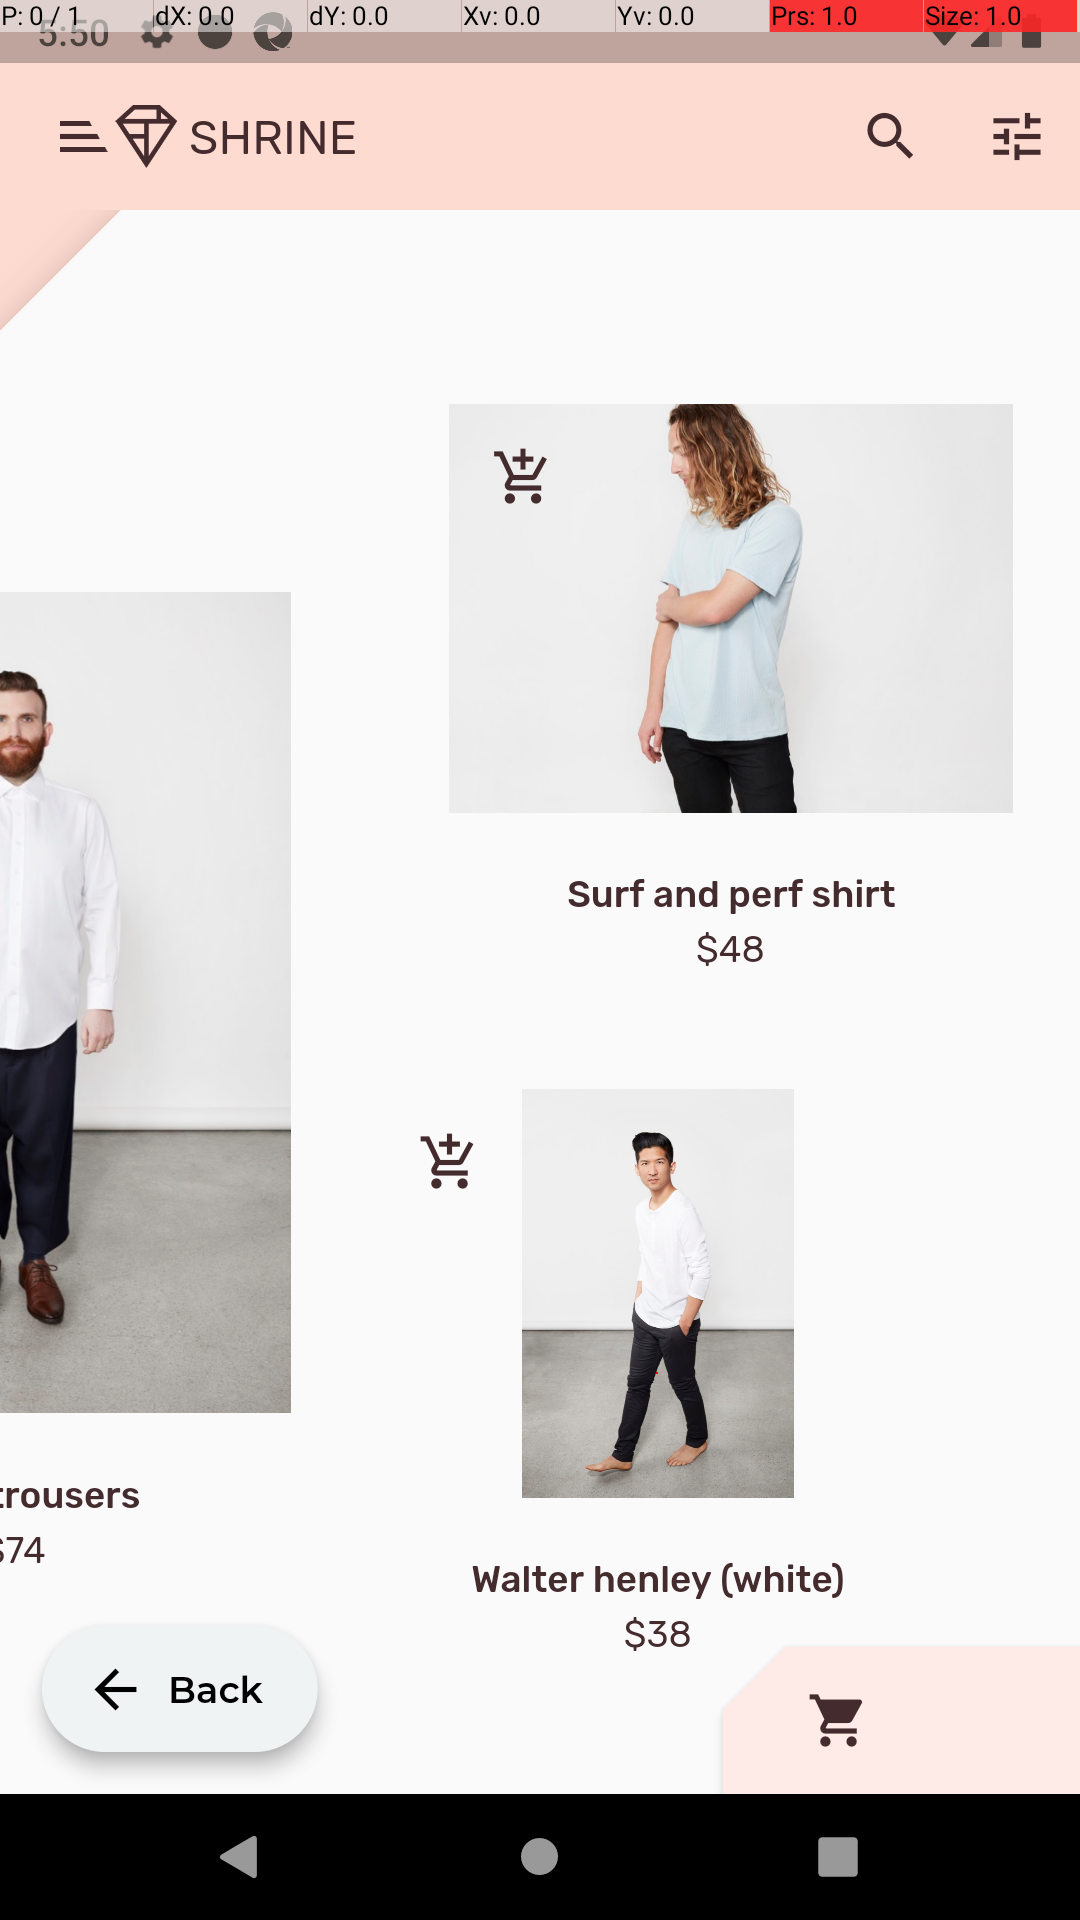 P: 0 / 1 dX: 0.0 dY: 0.0 Xv: 0.0 Yv: 0.0 Prs: 1.0 Size: 1.0
5:50
SHRINE
Surf and perf shirt
$48
trousers
$74
Walter henley (white)
$38
Back